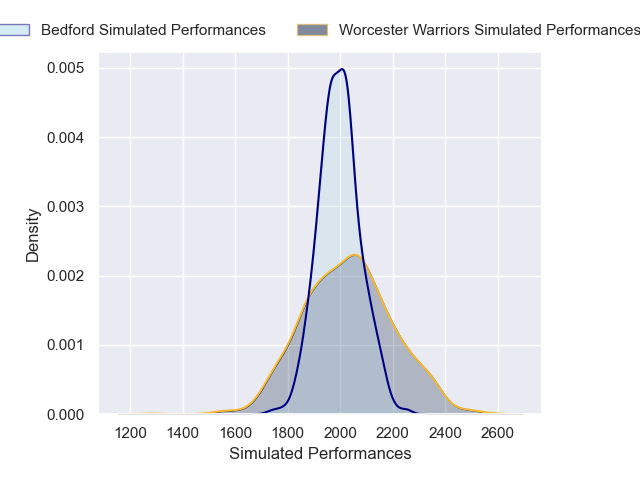 Bedford Simulated Performances Worcester Warriors Simulated Performances
0.005
0.004
0.003
0.002
0.001
0.000
Density
1200 1400 1600 1800 2000 2200 2400 2600
Simulated Performances